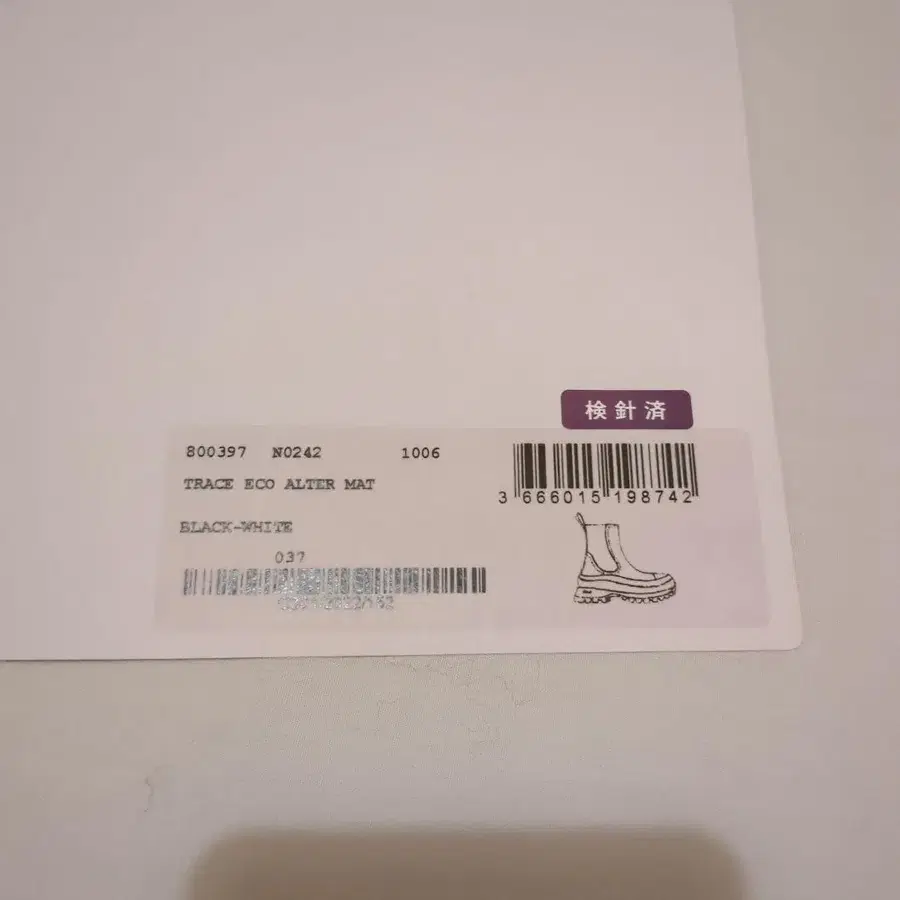 検針済
800397 N0242 1006
TRACE ECO ALTER MAT
3 666015 198742
BLACK-WHITE
037